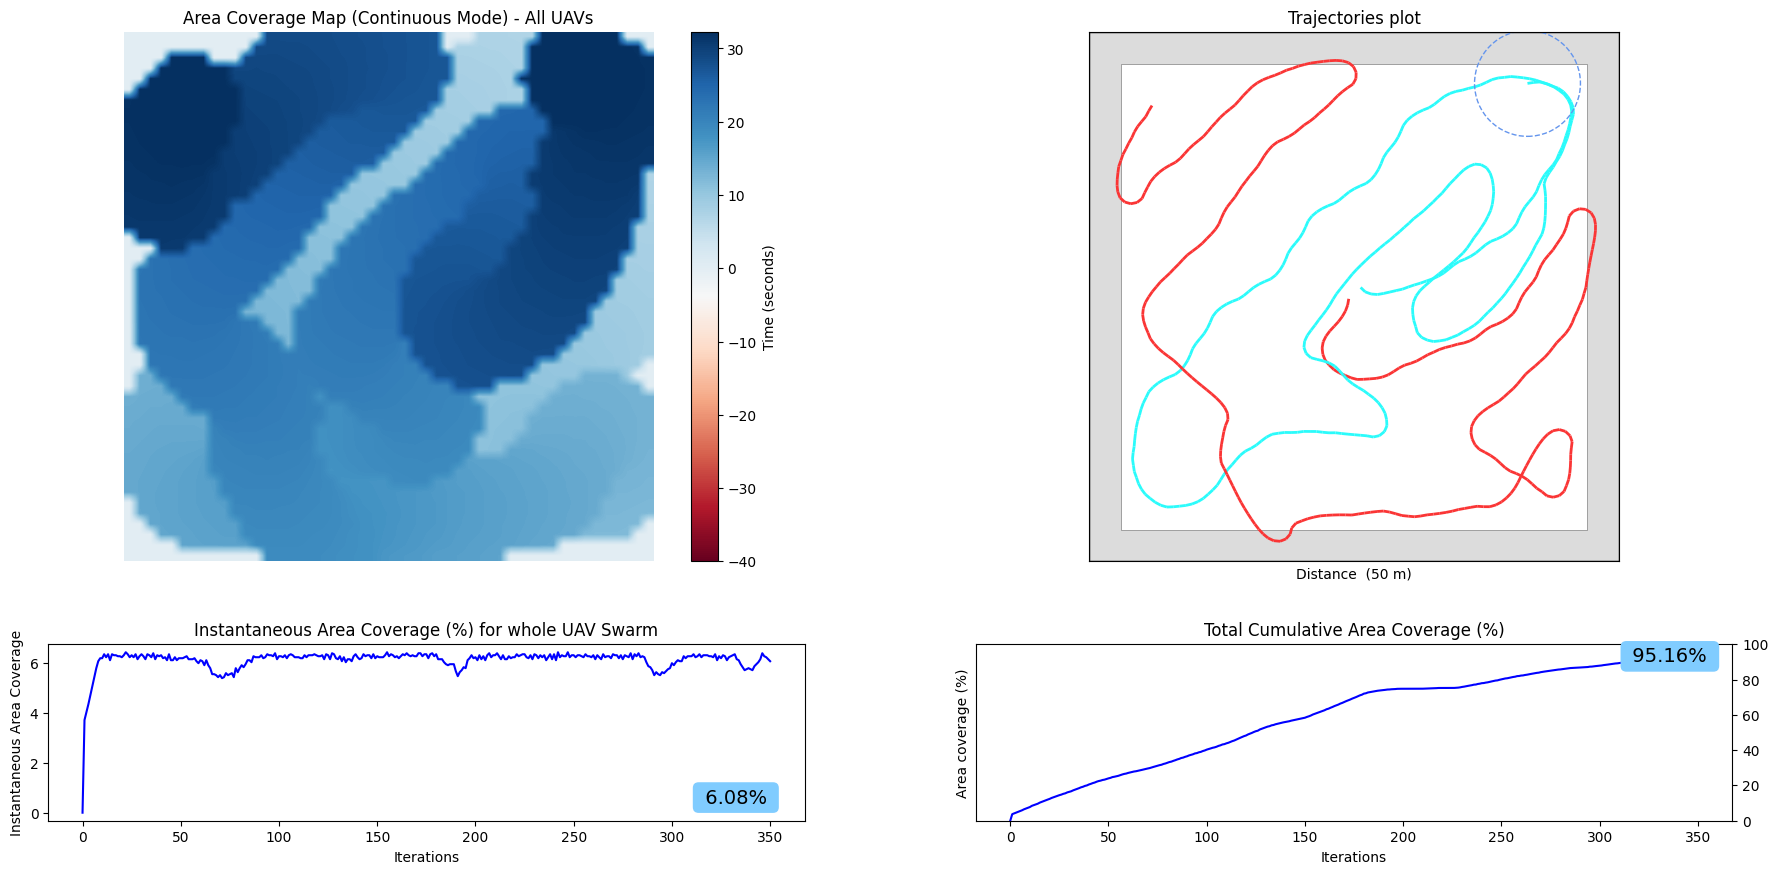 Area Coverage Map (Continuous Mode) - All UAVs
30
20
10
0
−10
−20
−30
−40
Time (seconds)
Trajectories plot
Distance  (50 m)
Instantaneous Area Coverage (%) for whole UAV Swarm
Instantaneous Area Coverage
6
4
2
0
6.08%
0 50 100 150 200 250 300 350
Iterations
Total Cumulative Area Coverage (%)
Area coverage (%)
95.16%
100
80
60
40
20
0
0 50 100 150 200 250 300 350
Iterations